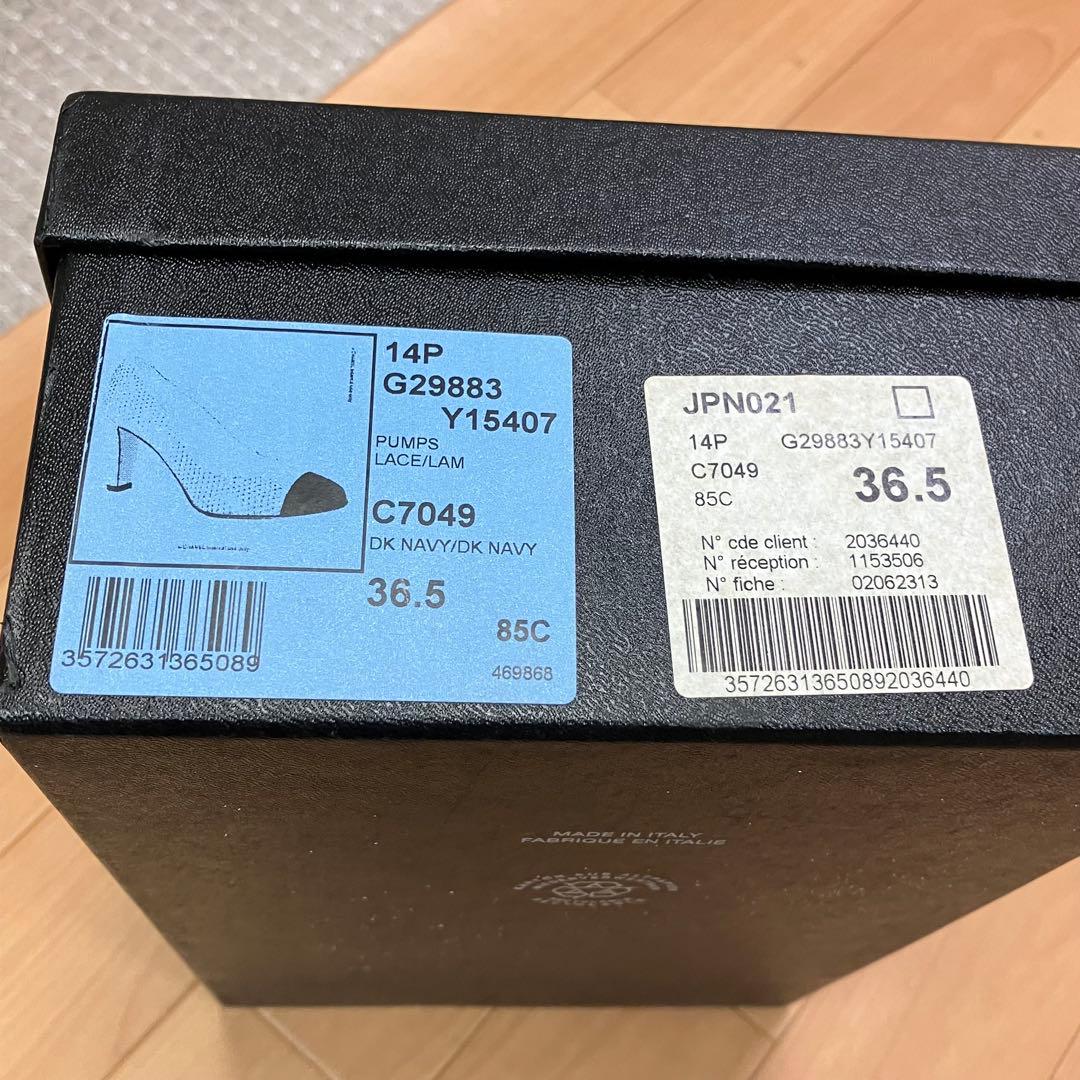 14P
G29883
Y15407
PUMPS
LACE/LAM
C7049
DK NAVY/DK NAVY
36.5
85C
3572631365089
469868
JPN021
14P G29883Y15407
C7049
36.5
85C
N° cde client : 2036440
N° réception : 1153506
N° fiche : 02062313
35726313650892036440
MADE IN ITALY
FABRIQUÉ EN ITALIE